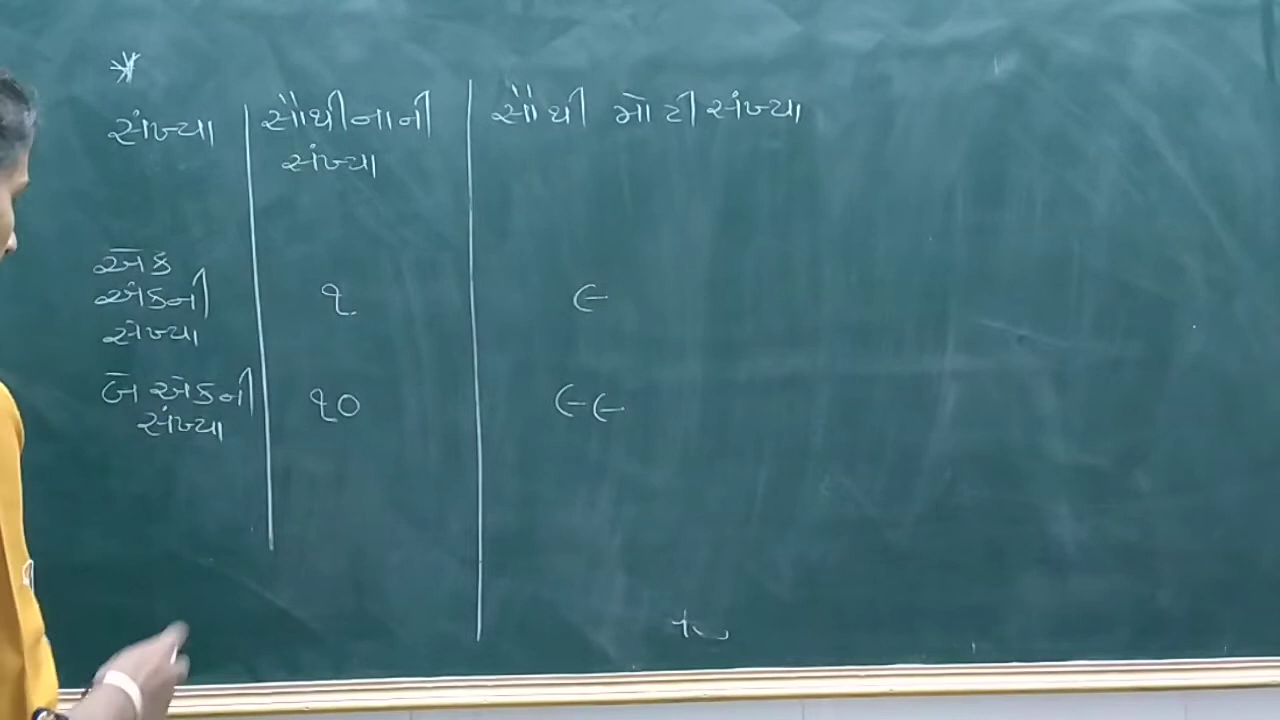 *
સંખ્યા સૌથીનાની સૌથી મોટી સંખ્યા
સંખ્યા
એક
અંકની ૧ ૯
સંખ્યા
બે અંકની ૧૦ ૯૯
સંખ્યા